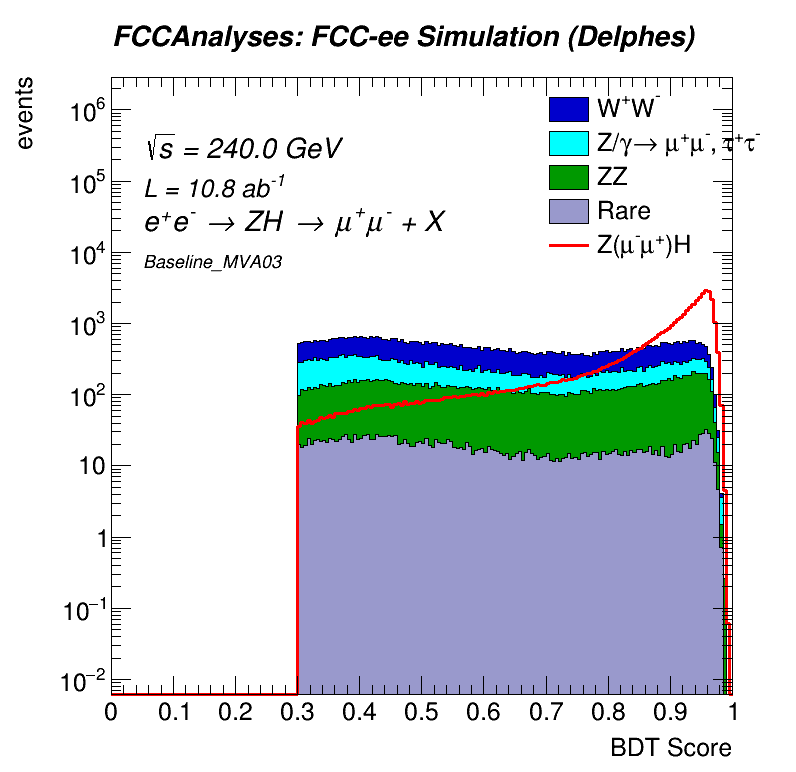 FCCAnalyses: FCC-ee Simulation (Delphes)
events
10⁶
10⁵
10⁴
10³
10²
10
1
10⁻¹
10⁻²
√s = 240.0 GeV
L = 10.8 ab⁻¹
e⁺e⁻ → ZH → μ⁺μ⁻ + X
Baseline_MVA03
W⁺W⁻
Z/γ→ μ⁺μ⁻, τ⁺τ⁻
ZZ
Rare
Z(μ⁻μ⁺)H
0 0.1 0.2 0.3 0.4 0.5 0.6 0.7 0.8 0.9 1
BDT Score